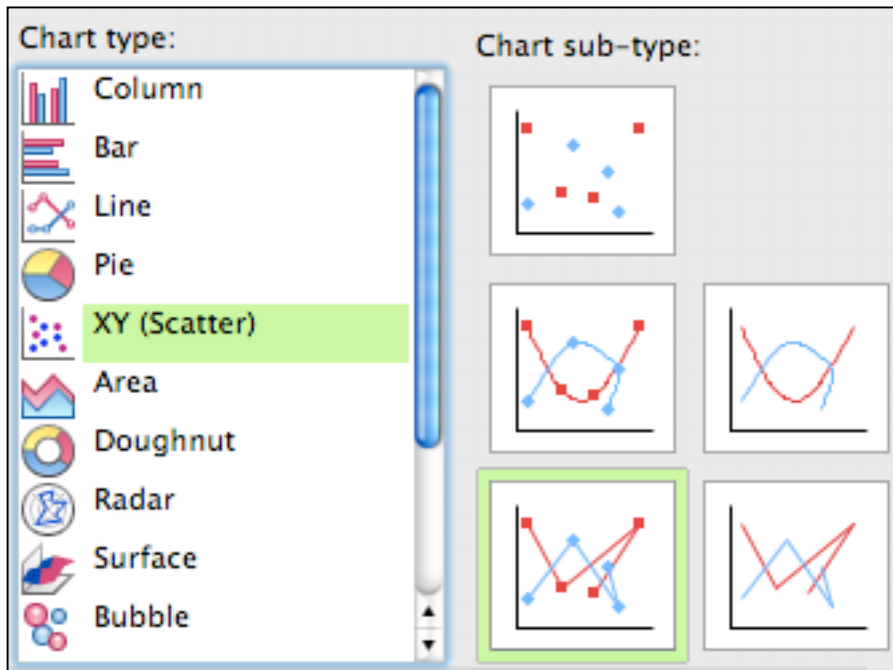 Chart type:
Column
Bar
Line
Pie
XY (Scatter)
Area
Doughnut
Radar
Surface
Bubble
Chart sub-type: